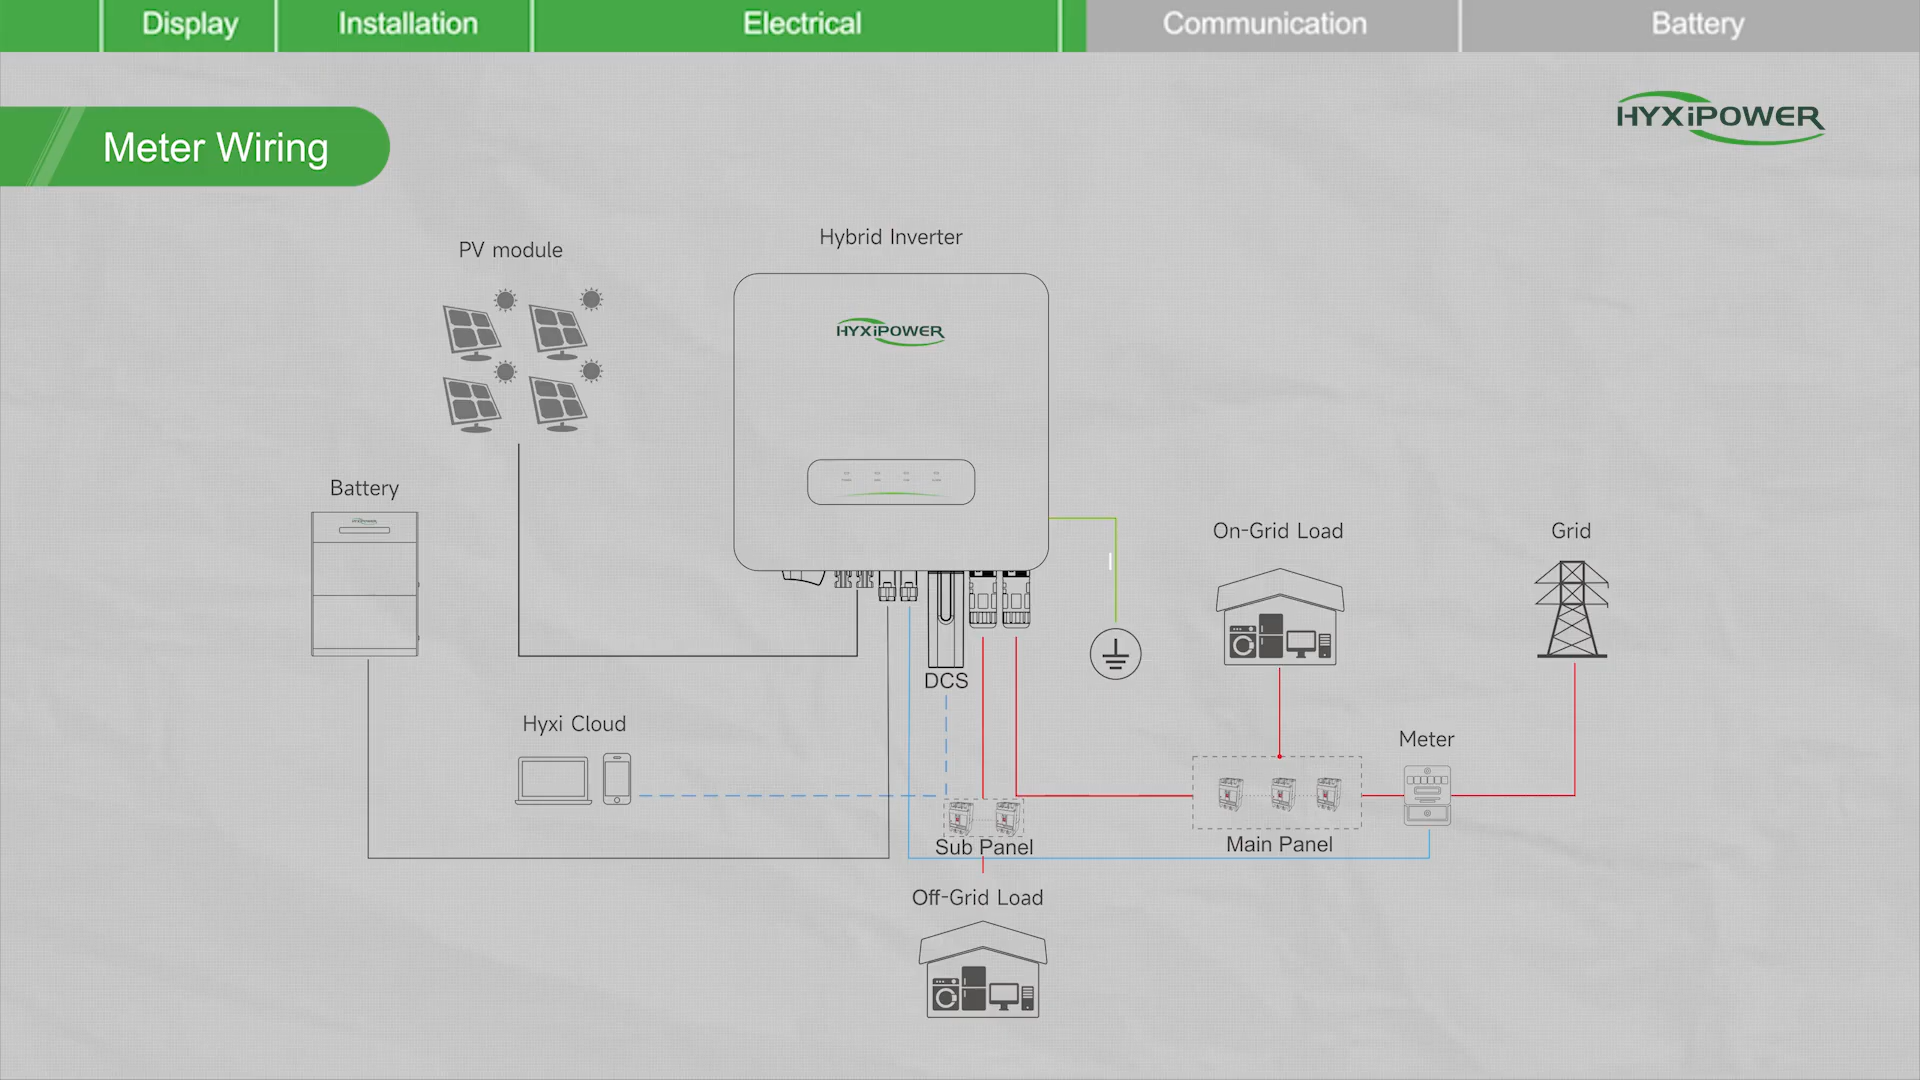 Display
Installation
Electrical
Communication
Battery
HYXiPOWER
Meter Wiring
Hybrid Inverter
PV module
HYXiPOWER
Battery
On-Grid Load
Grid
DCS
Hyxi Cloud
Meter
Sub Panel
Main Panel
Off-Grid Load